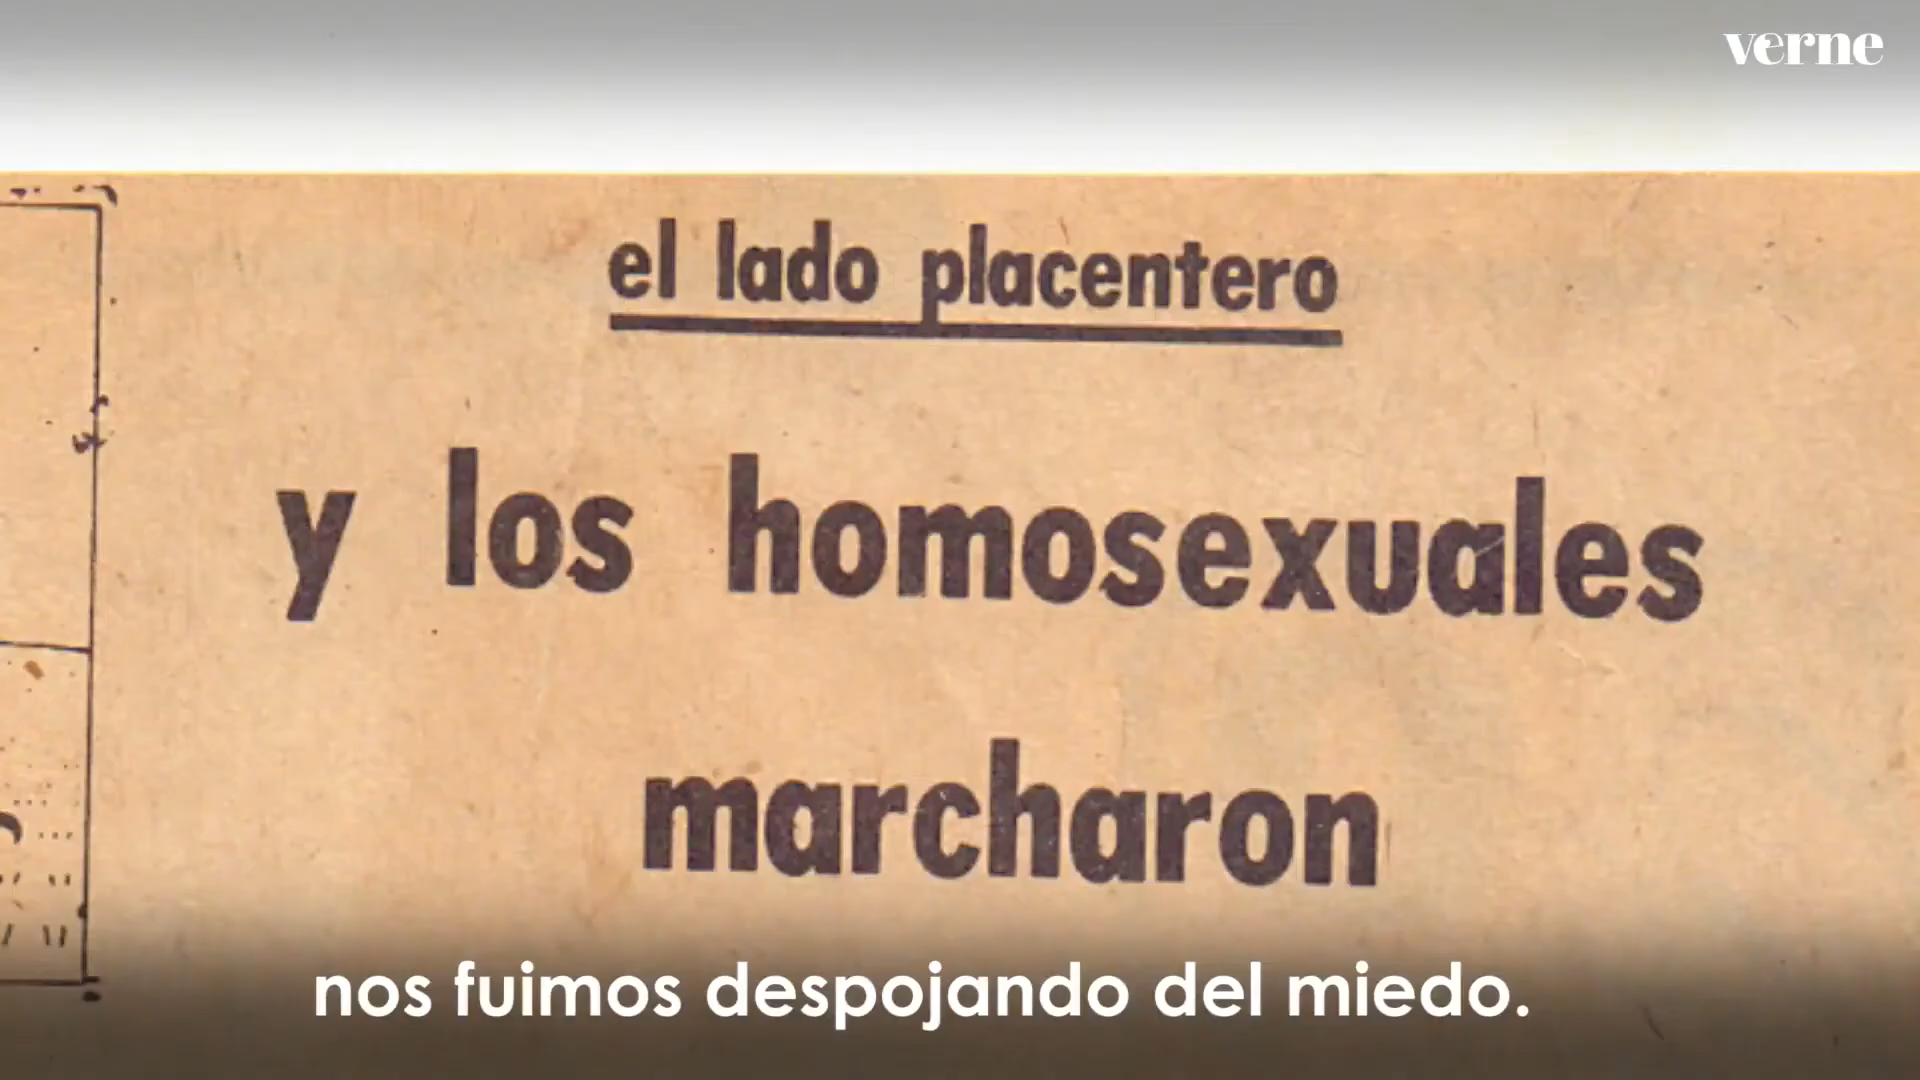 verne
el lado placentero
y los homosexuales
marcharon
nos fuimos despojando del miedo.